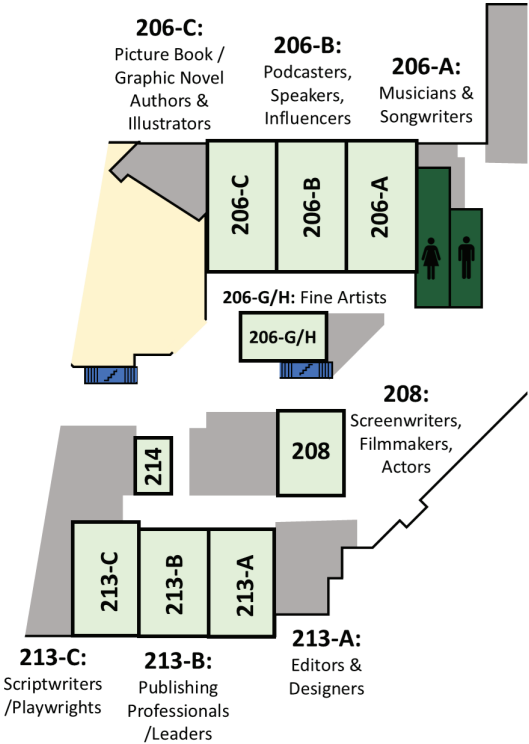 206-C:
Picture Book /
Graphic Novel
Authors &
Illustrators
206-B:
Podcasters,
Speakers,
Influencers
206-A:
Musicians &
Songwriters
206-C
206-B
206-A
206-G/H: Fine Artists
206-G/H
208:
Screenwriters,
Filmmakers,
Actors
214
208
213-C
213-B
213-A
213-C:
Scriptwriters
/Playwrights
213-B:
Publishing
Professionals
/Leaders
213-A:
Editors &
Designers